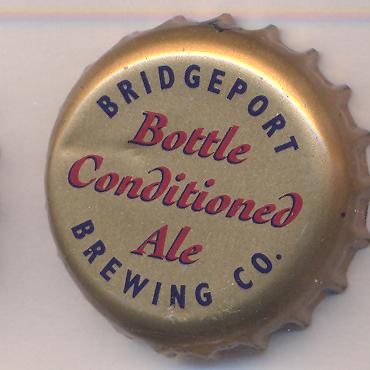 BRIDGEPORT
Bottle
Conditioned
Ale
BREWING CO.